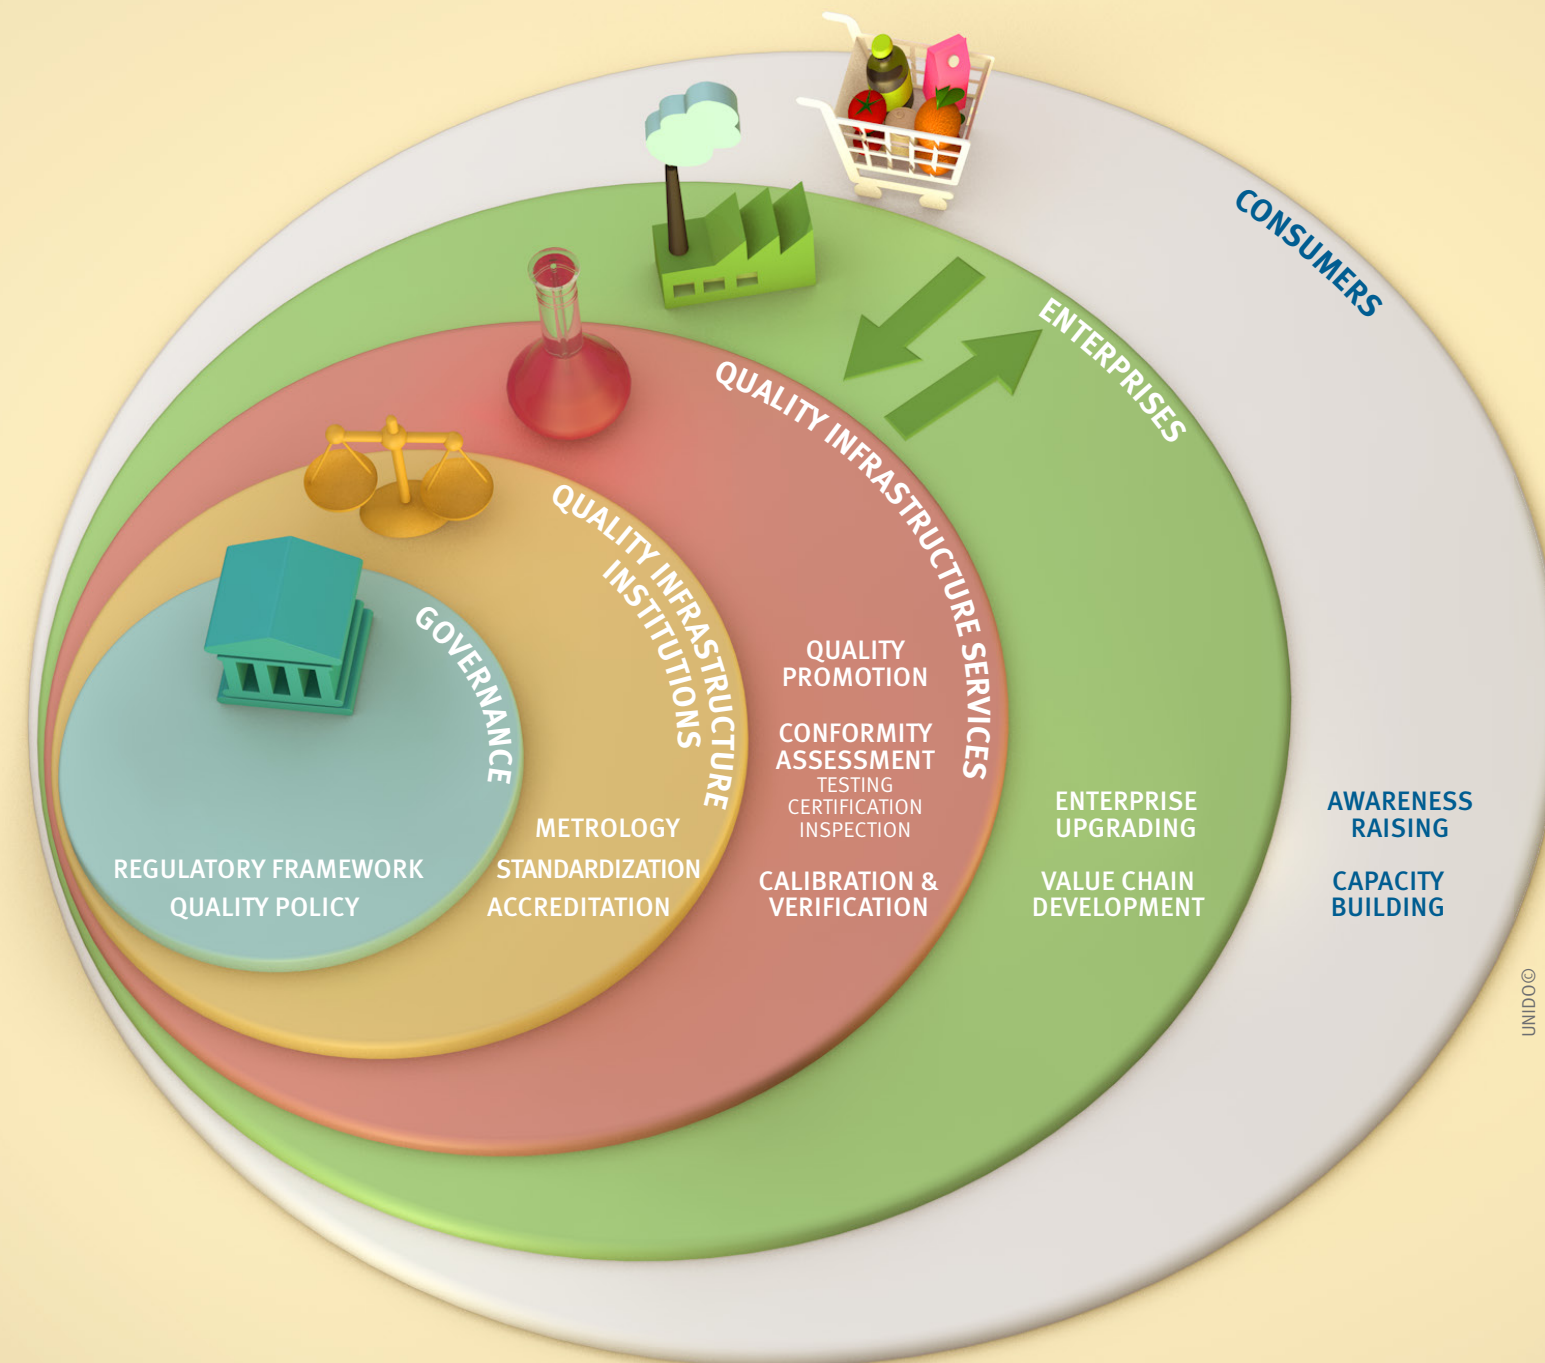 CONSUMERS
ENTERPRISES
QUALITY INFRASTRUCTURE SERVICES
QUALITY INFRASTRUCTURE
INSTITUTIONS
GOVERNANCE
REGULATORY FRAMEWORK
QUALITY POLICY
METROLOGY
STANDARDIZATION
ACCREDITATION
QUALITY
PROMOTION
CONFORMITY
ASSESSMENT
TESTING
CERTIFICATION
INSPECTION
CALIBRATION &
VERIFICATION
ENTERPRISE
UPGRADING
VALUE CHAIN
DEVELOPMENT
AWARENESS
RAISING
CAPACITY
BUILDING
UNIDO©